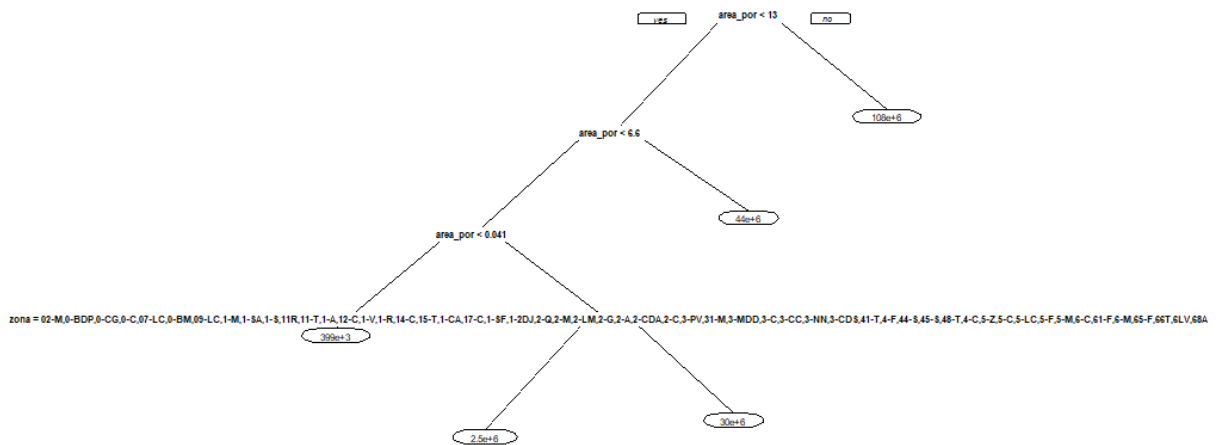 yes area_por < 13 no
108e+6
area_por < 6.6
44e+6
area_por < 0.041
zona = 02-M,0-BDP,0-CG,0-C,07-LC,0-BM,09-LC,1-M,1-SA,1-S,11R,11-T,1-A,12-C,1-V,1-R,14-C,15-T,1-CA,17-C,1-SF,1-2DJ,2-Q,2-M,2-LM,2-G,2-A,2-CDA,2-C,3-PV,31-M,3-MDD,3-C,3-CC,3-NN,3-CDS,41-T,4-F,44-S,45-S,48-T,4-C,5-Z,5-C,5-LC,5-F,5-M,6-C,61-F,6-M,65-F,66T,6LV,68A
399e+3
30e+6
2.5e+6